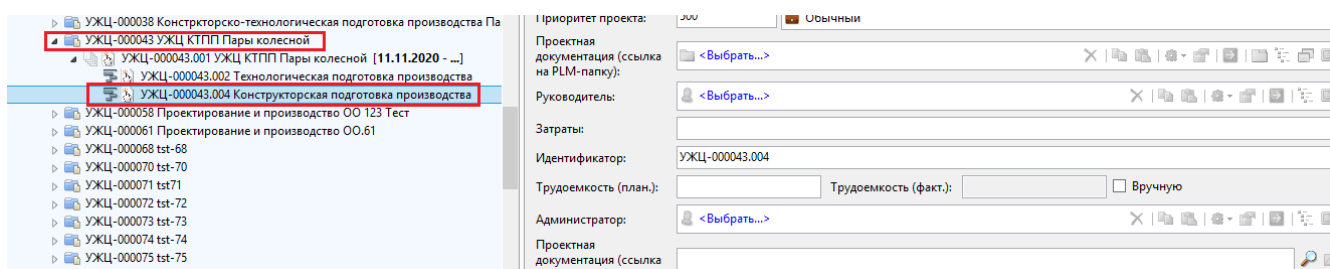 УЖЦ-000038 Констркторско-технологическая подготовка производства Па
УЖЦ-000043 УЖЦ КТПП Пары колесной
УЖЦ-000043.001 УЖЦ КТПП Пары колесной [11.11.2020 - ...]
УЖЦ-000043.002 Технологическая подготовка производства
УЖЦ-000043.004 Конструкторская подготовка производства
УЖЦ-000058 Проектирование и производство ОО 123 Тест
УЖЦ-000061 Проектирование и производство ОО.61
УЖЦ-000068 tst-68
УЖЦ-000070 tst-70
УЖЦ-000071 tst71
УЖЦ-000072 tst-72
УЖЦ-000073 tst-73
УЖЦ-000074 tst-74
УЖЦ-000075 tst-75
Приоритет проекта: 500 Обычный
Проектная
документация (ссылка
на PLM-папку): <Выбрать...>
Руководитель: <Выбрать...>
Затраты:
Идентификатор: УЖЦ-000043.004
Трудоемкость (план.): Трудоемкость (факт.): Вручную
Администратор: <Выбрать...>
Проектная
документация (ссылка